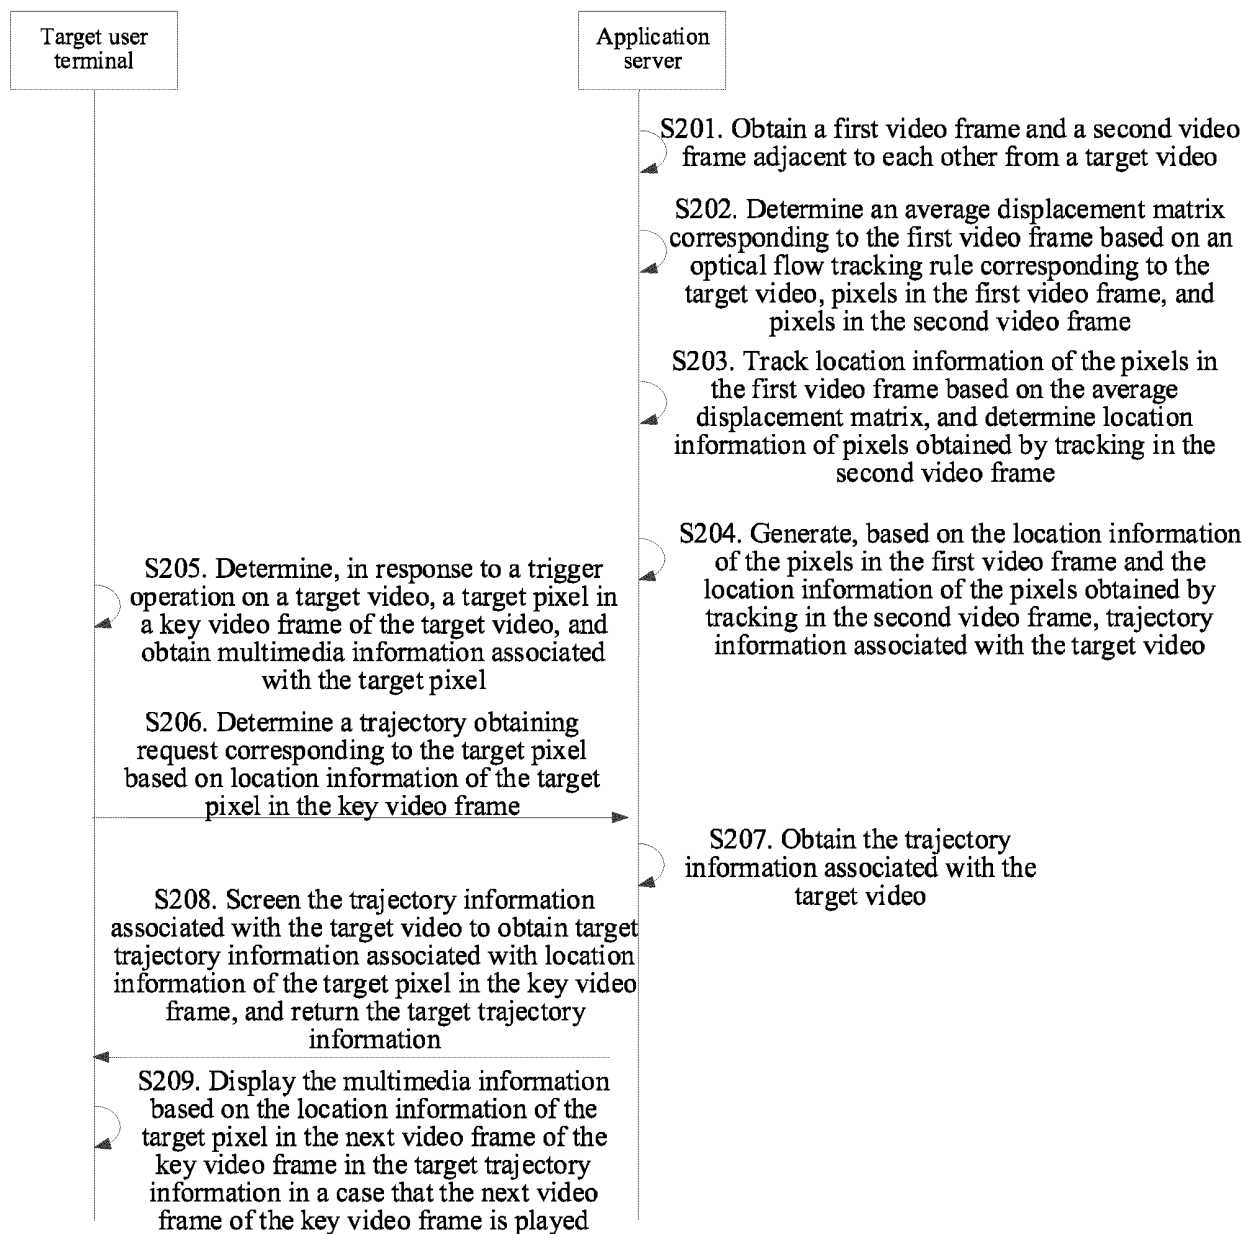 Target user
terminal
Application
server
S201. Obtain a first video frame and a second video
frame adjacent to each other from a target video
S202. Determine an average displacement matrix
corresponding to the first video frame based on an
optical flow tracking rule corresponding to the
target video, pixels in the first video frame, and
pixels in the second video frame
S203. Track location information of the pixels in
the first video frame based on the average
displacement matrix, and determine location
information of pixels obtained by tracking in the
second video frame
S204. Generate, based on the location information
of the pixels in the first video frame and the
location information of the pixels obtained by
tracking in the second video frame, trajectory
information associated with the target video
S205. Determine, in response to a trigger
operation on a target video, a target pixel in
a key video frame of the target video, and
obtain multimedia information associated
with the target pixel
S206. Determine a trajectory obtaining
request corresponding to the target pixel
based on location information of the target
pixel in the key video frame
S207. Obtain the trajectory
information associated with the
target video
S208. Screen the trajectory information
associated with the target video to obtain target
trajectory information associated with location
information of the target pixel in the key video
frame, and return the target trajectory
information
S209. Display the multimedia information
based on the location information of the
target pixel in the next video frame of the
key video frame in the target trajectory
information in a case that the next video
frame of the key video frame is played